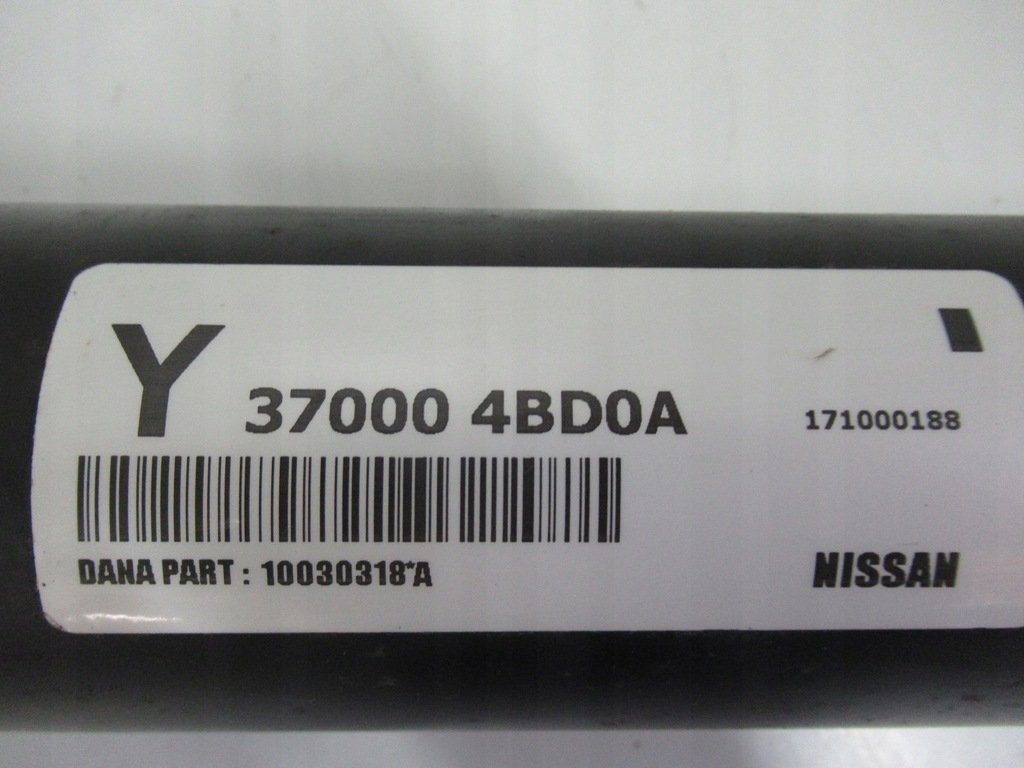 Y 37000 4BD0A
171000188
DANA PART : 10030318*A
NISSAN